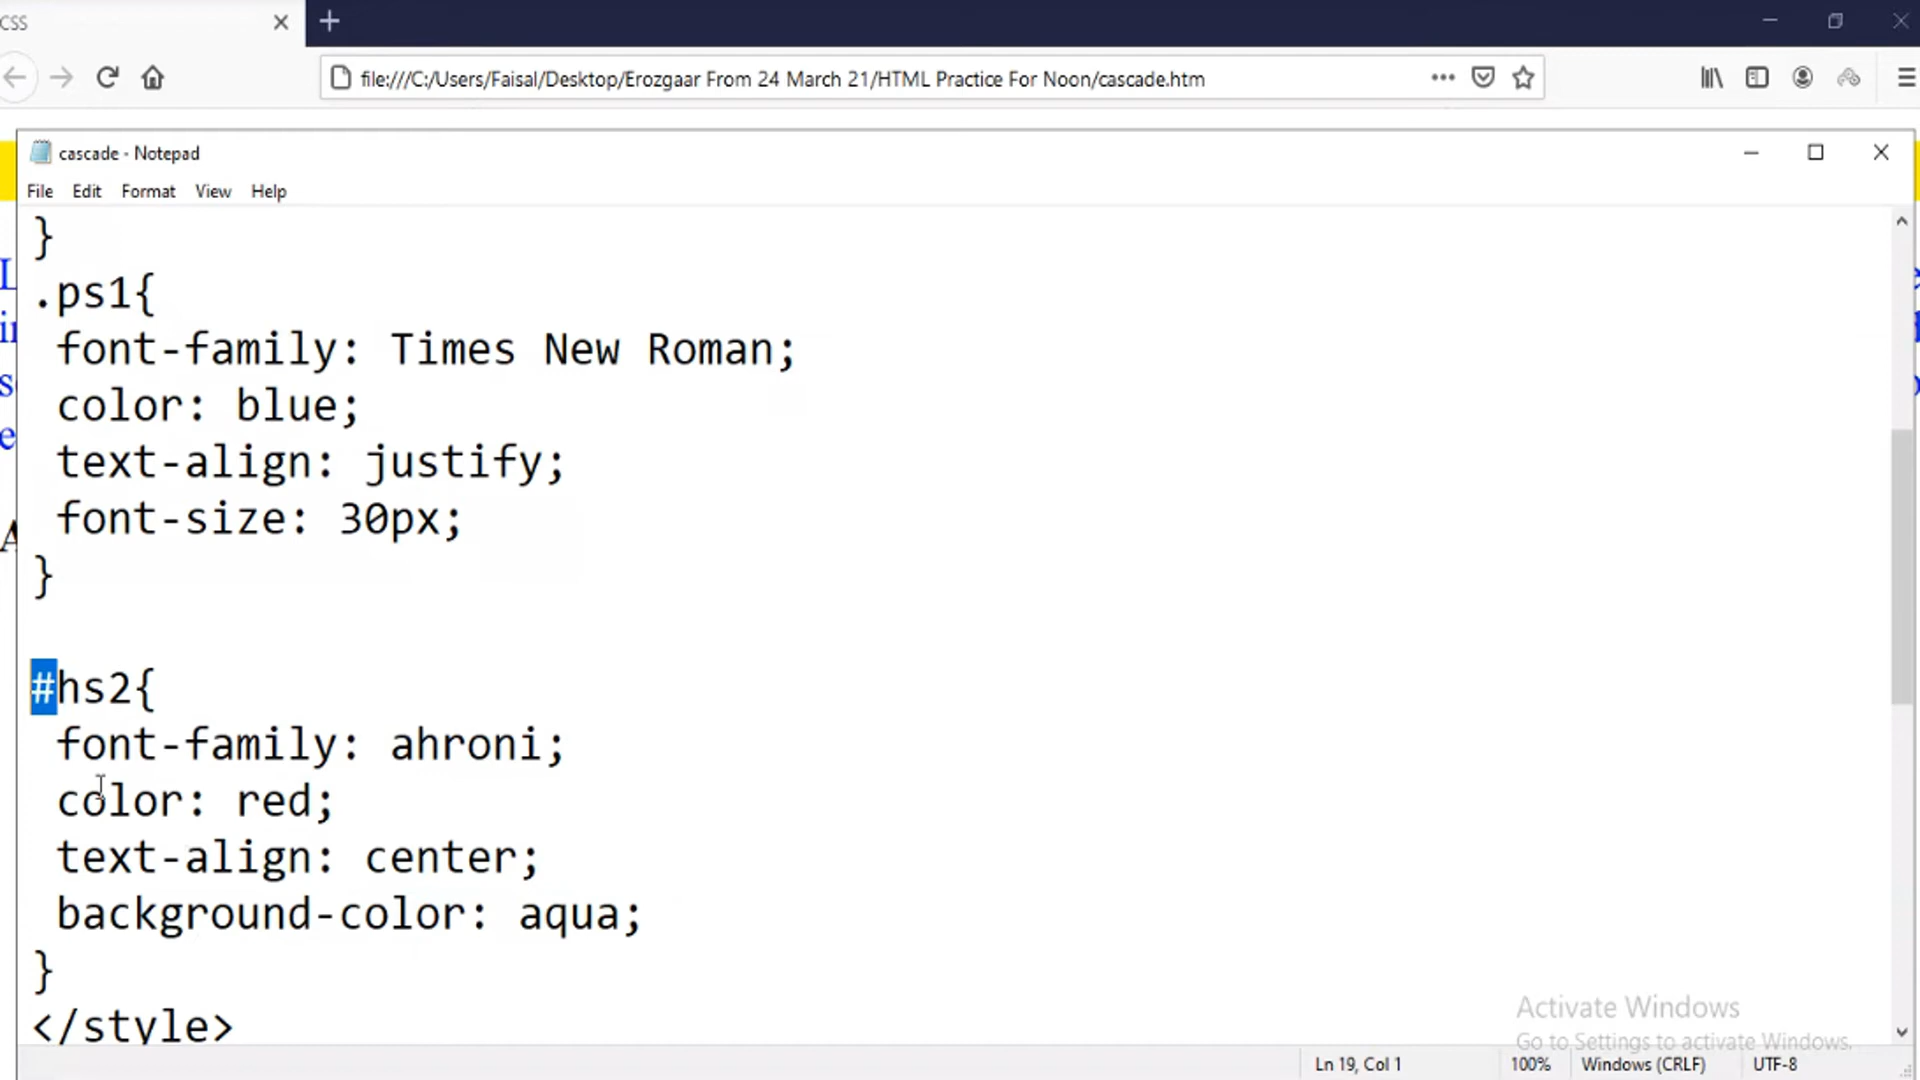 CSS
file:///C:/Users/Faisal/Desktop/Erozgaar From 24 March 21/HTML Practice For Noon/cascade.htm
cascade - Notepad
File Edit Format View Help
}
.ps1{
font-family: Times New Roman;
color: blue;
text-align: justify;
font-size: 30px;
}
#hs2{
font-family: ahroni;
color: red;
text-align: center;
background-color: aqua;
}
</style>
Activate Windows
Go to Settings to activate Windows.
Ln 19, Col 1 100% Windows (CRLF) UTF-8